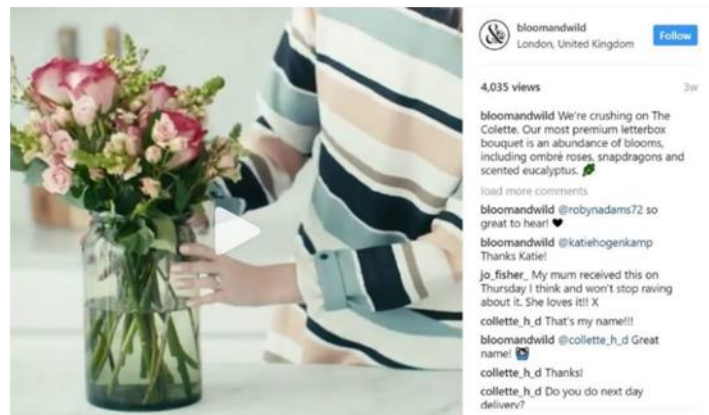 bloomandwild
London, United Kingdom
Follow
4,035 views
3w
bloomandwild We're crushing on The
Colette. Our most premium letterbox
bouquet is an abundance of blooms,
including ombré roses, snapdragons and
scented eucalyptus.
load more comments
bloomandwild @robynadams72 so
great to hear! 🖤
bloomandwild @katiehogenkamp
Thanks Katie!
jo_fisher_ My mum received this on
Thursday I think and won't stop raving
about it. She loves it!! X
collette_h_d That's my name!!!
bloomandwild @collette_h_d Great
name!
collette_h_d Thanks!
collette_h_d Do you do next day
delivery?